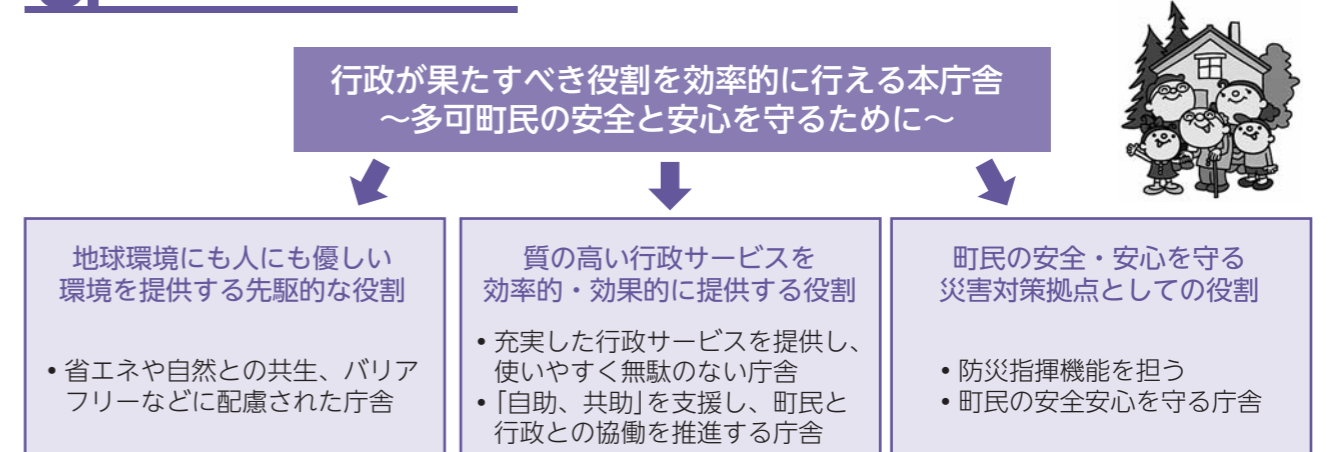 行政が果たすべき役割を効率的に行える本庁舎
～多可町民の安全と安心を守るために～
地球環境にも人にも優しい
環境を提供する先駆的な役割
•省エネや自然との共生、バリア
フリーなどに配慮された庁舎
質の高い行政サービスを
効率的・効果的に提供する役割
•充実した行政サービスを提供し、
使いやすく無駄のない庁舎
•「自助、共助」を支援し、町民と
行政との協働を推進する庁舎
町民の安全・安心を守る
災害対策拠点としての役割
•防災指揮機能を担う
•町民の安全安心を守る庁舎